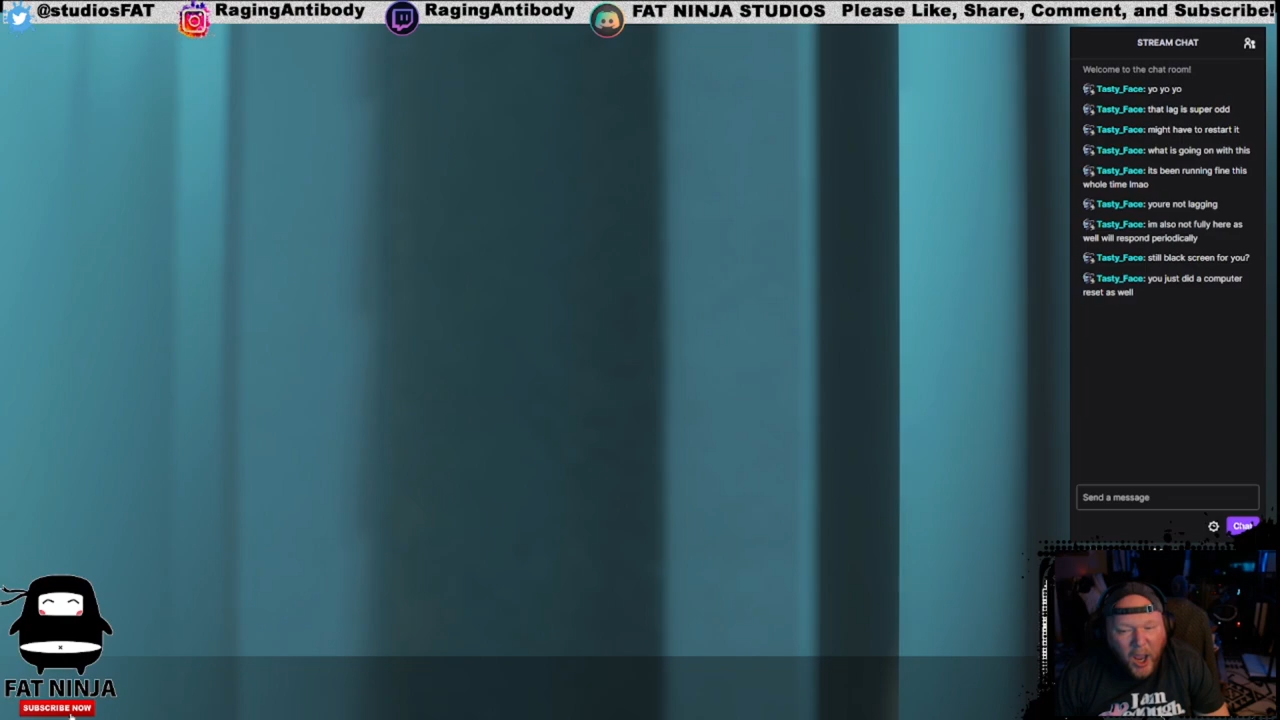 @studiosFAT RagingAntibody RagingAntibody FAT NINJA STUDIOS Please Like, Share, Comment, and Subscribe!
STREAM CHAT
Welcome to the chat room!
Tasty_Face: yo yo yo
Tasty_Face: that lag is super odd
Tasty_Face: might have to restart it
Tasty_Face: what is going on with this
Tasty_Face: its been running fine this
whole time lmao
Tasty_Face: youre not lagging
Tasty_Face: im also not fully here as
well will respond periodically
Tasty_Face: still black screen for you?
Tasty_Face: you just did a computer
reset as well
Send a message
Chat
I am
FAT NINJA
SUBSCRIBE NOW